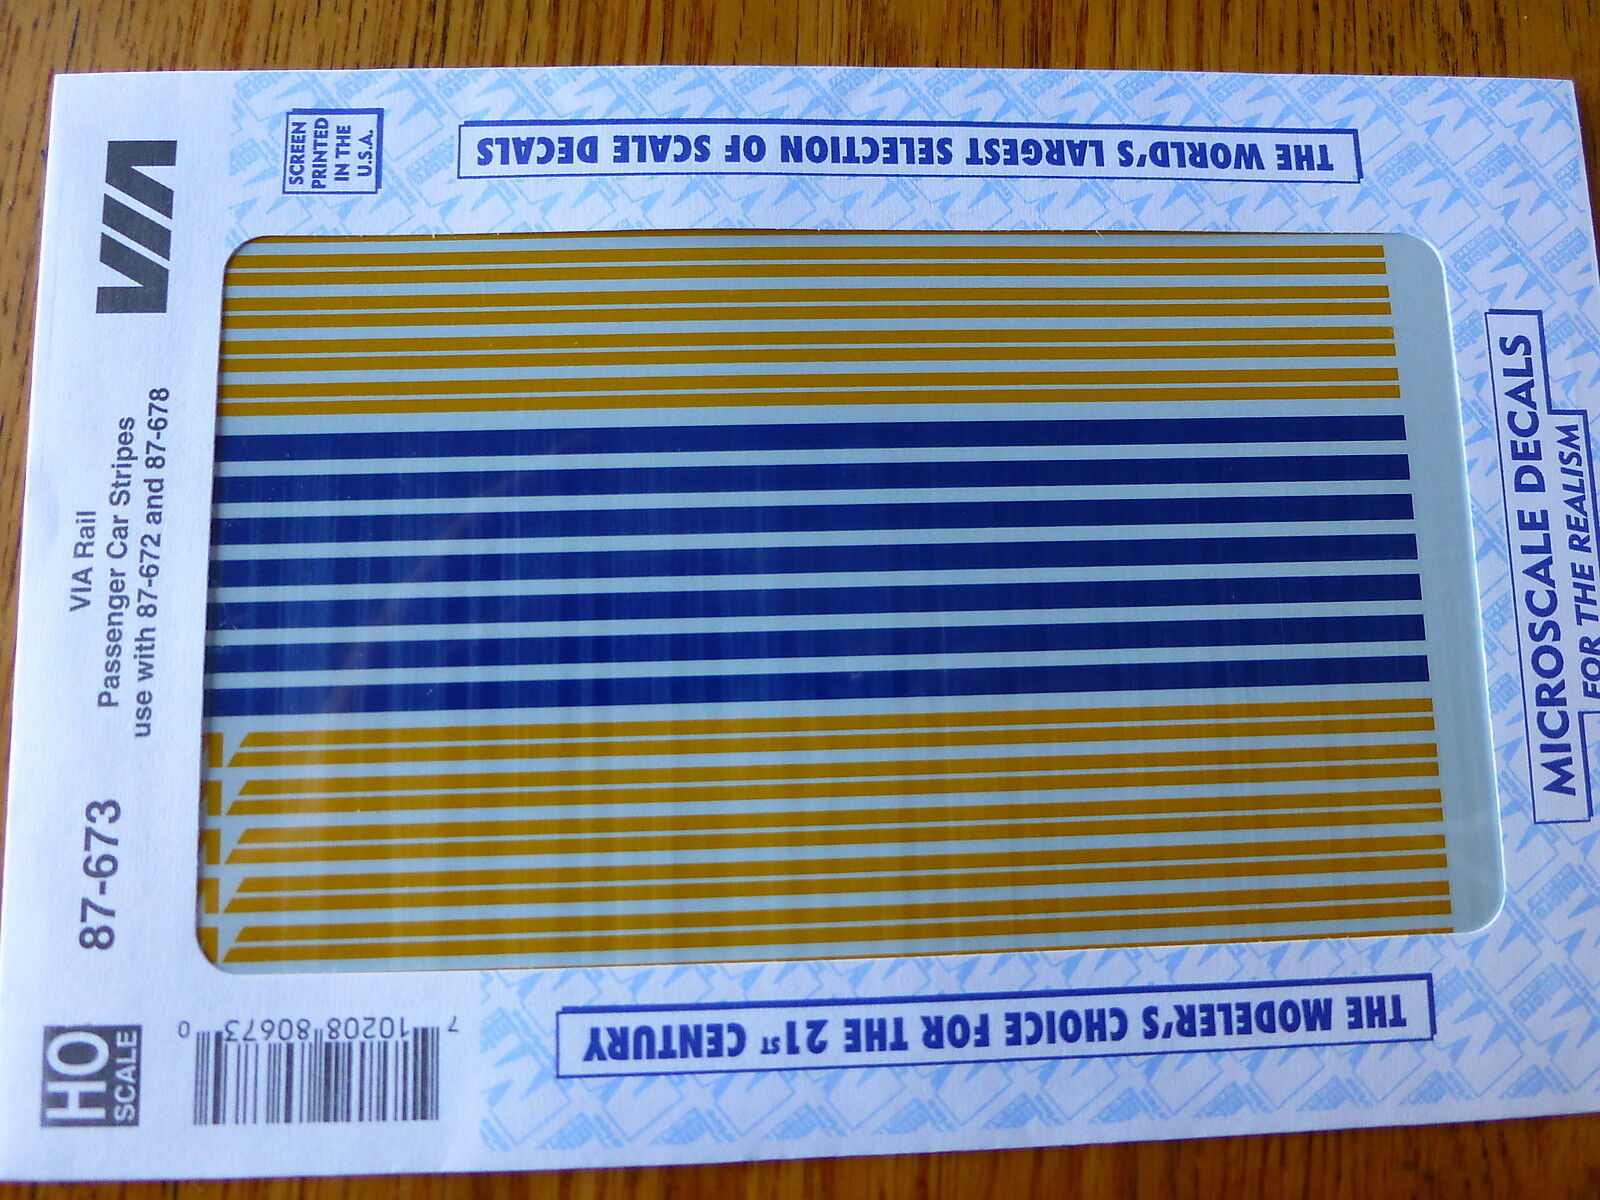 VIA
VIA Rail
Passenger Car Stripes
use with 87-672 and 87-678
87-673
HO
SCALE
SCREEN
PRINTED
IN THE
U.S.A.
THE WORLD'S LARGEST SELECTION OF SCALE DECALS
MICROSCALE DECALS
FOR THE REALISM
THE MODELER'S CHOICE FOR THE 21ST CENTURY
7 10208 80673 0